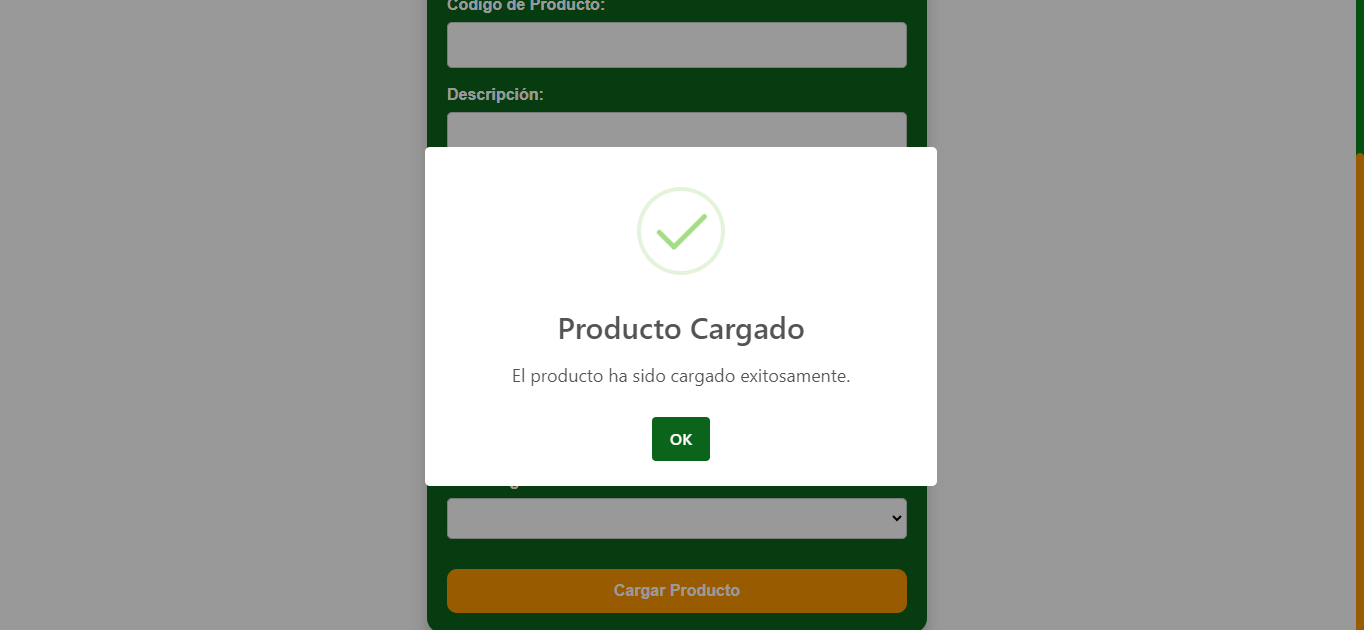 Código de Producto:
Descripción:
Producto Cargado
El producto ha sido cargado exitosamente.
OK
Cargar Producto